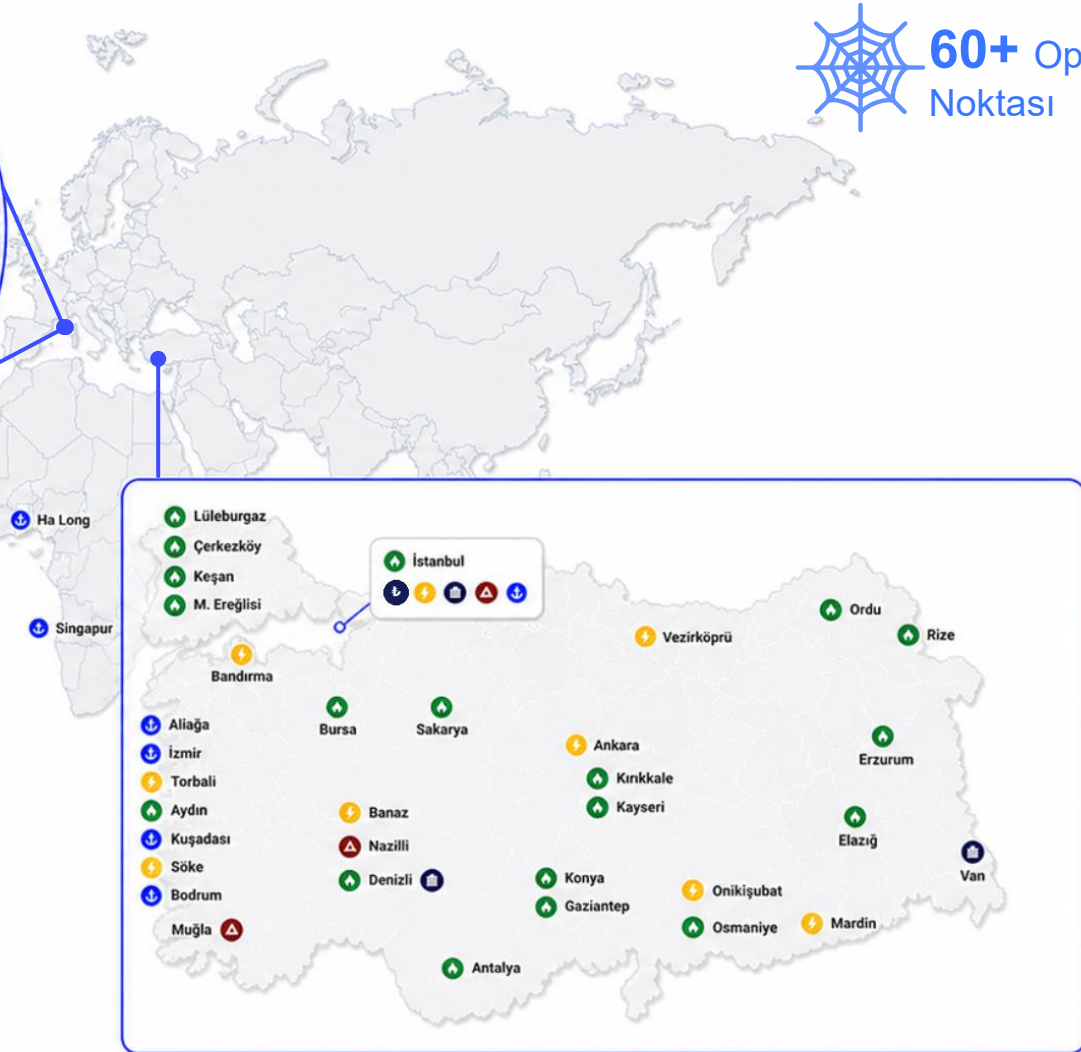 60+ Op
Noktası
Ha Long
Singapur
Lüleburgaz
Çerkezköy
Keşan
M. Ereğlisi
İstanbul
₺
Bandırma
Bursa
Sakarya
Vezirköprü
Ordu
Rize
Aliağa
İzmir
Torbali
Aydın
Kuşadası
Söke
Bodrum
Muğla
Banaz
Nazilli
Denizli
Ankara
Kırıkkale
Kayseri
Erzurum
Elazığ
Van
Konya
Gaziantep
Onikişubat
Osmaniye
Mardin
Antalya